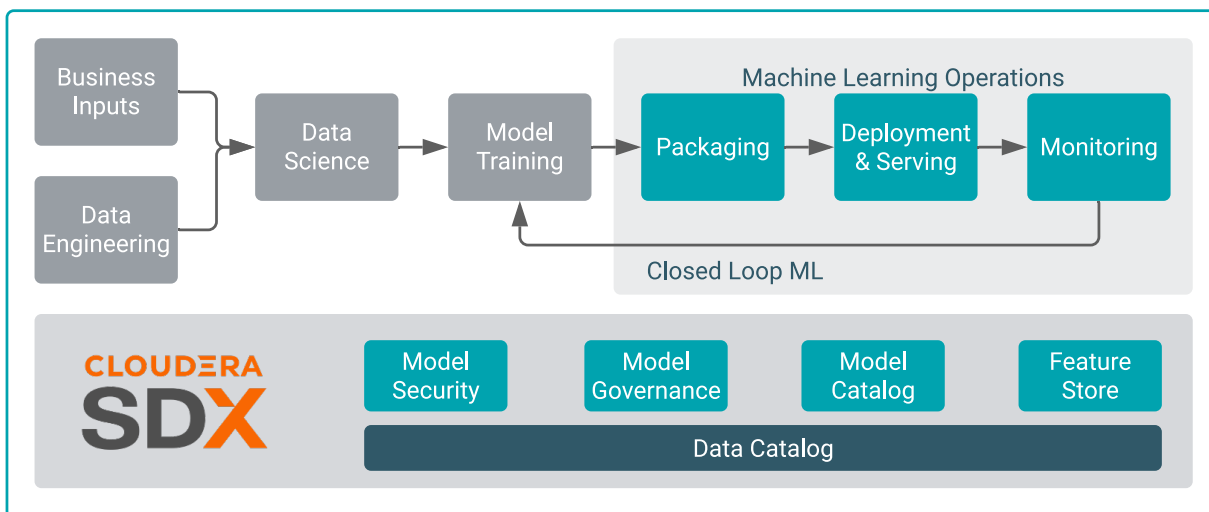 Business
Inputs
Data
Engineering
Data
Science
Model
Training
Machine Learning Operations
Packaging
Deployment
& Serving
Monitoring
Closed Loop ML
CLOUDERA
SDX
Model
Security
Model
Governance
Model
Catalog
Feature
Store
Data Catalog